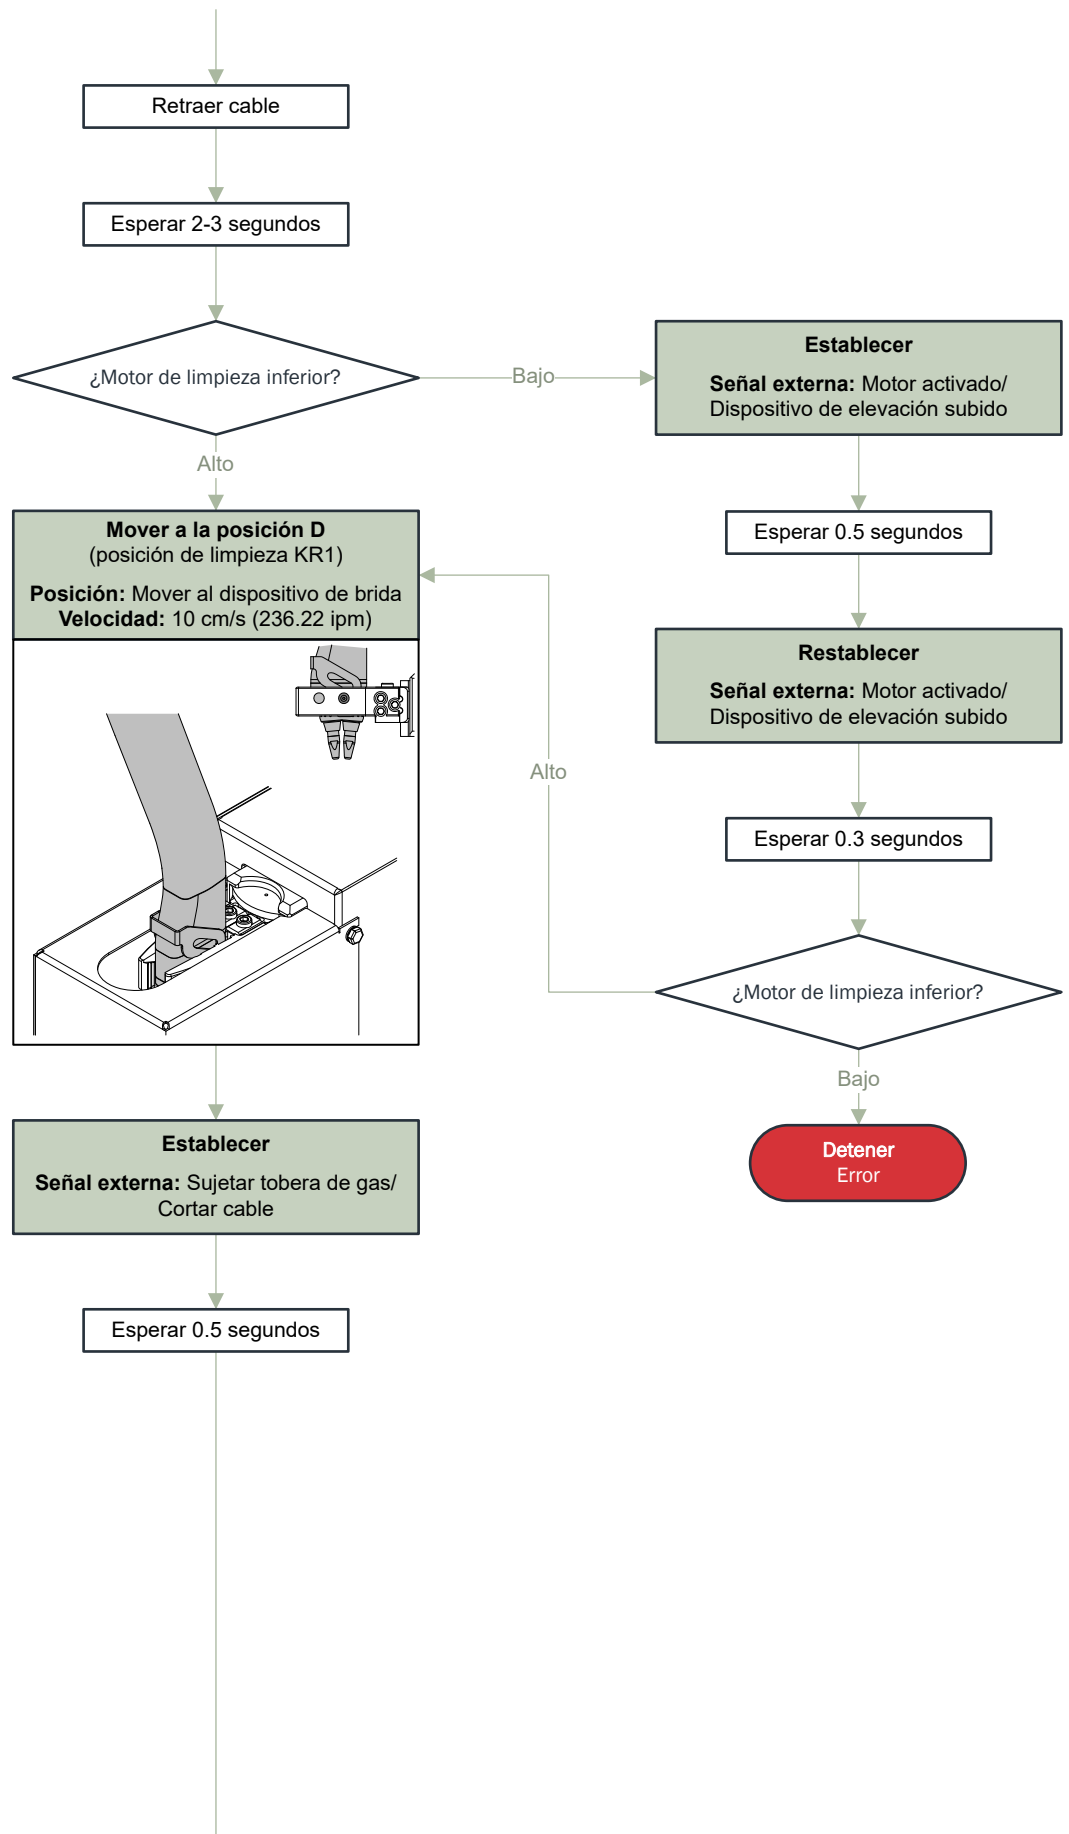 Retraer cable
Esperar 2-3 segundos
¿Motor de limpieza inferior?
Bajo
Establecer
Señal externa: Motor activado/
Dispositivo de elevación subido
Alto
Esperar 0.5 segundos
Mover a la posición D
(posición de limpieza KR1)
Posición: Mover al dispositivo de brida
Velocidad: 10 cm/s (236.22 ipm)
Restablecer
Señal externa: Motor activado/
Dispositivo de elevación subido
Alto
Esperar 0.3 segundos
¿Motor de limpieza inferior?
Bajo
Detener
Error
Establecer
Señal externa: Sujetar tobera de gas/
Cortar cable
Esperar 0.5 segundos